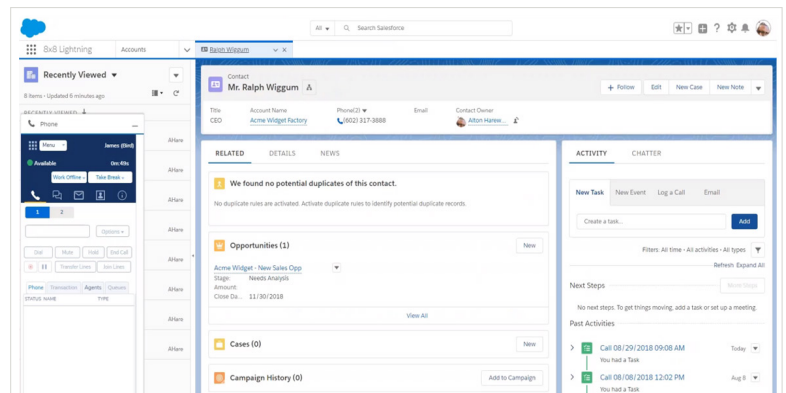 All Search Salesforce
8x8 Lightning Accounts Ralph Wiggum
Recently Viewed
8 items • Updated 6 minutes ago
RECENTLY VIEWED
AHare
AHare
AHare
AHare
AHare
AHare
AHare
AHare
Phone
Menu James (Bird)
Available 0m:49s
Work Offline Take Break
1 2
Options
Dial Mute Hold End Call
Transfer Lines Join Lines
Phone Transaction Agents Queues
STATUS NAME TYPE
Contact
Mr. Ralph Wiggum
+ Follow Edit New Case New Note
Title Account Name Phone(2) Email Contact Owner
CEO Acme Widget Factory (602) 317-3888 Alton Harew...
RELATED DETAILS NEWS
We found no potential duplicates of this contact.
No duplicate rules are activated. Activate duplicate rules to identify potential duplicate records.
Opportunities (1) New
Acme Widget - New Sales Opp
Stage: Needs Analysis
Amount:
Close Da... 11/30/2018
View All
Cases (0) New
Campaign History (0) Add to Campaign
ACTIVITY CHATTER
New Task New Event Log a Call Email
Create a task... Add
Filters: All time • All activities • All types
Refresh Expand All
Next Steps More Steps
No next steps. To get things moving, add a task or set up a meeting.
Past Activities
Call 08/29/2018 09:08 AM Today
You had a Task
Call 08/08/2018 12:02 PM Aug 8
You had a Task